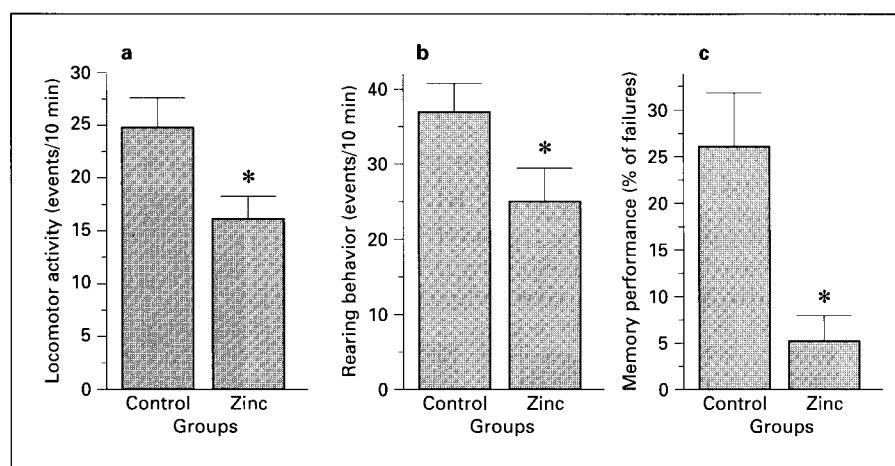 a
Locomotor activity (events/10 min)
30
25
20
15
10
5
0
*
Control Zinc
Groups
b
Rearing behavior (events/10 min)
40
30
20
10
0
*
Control Zinc
Groups
c
Memory performance (% of failures)
30
25
20
15
10
5
0
*
Control Zinc
Groups